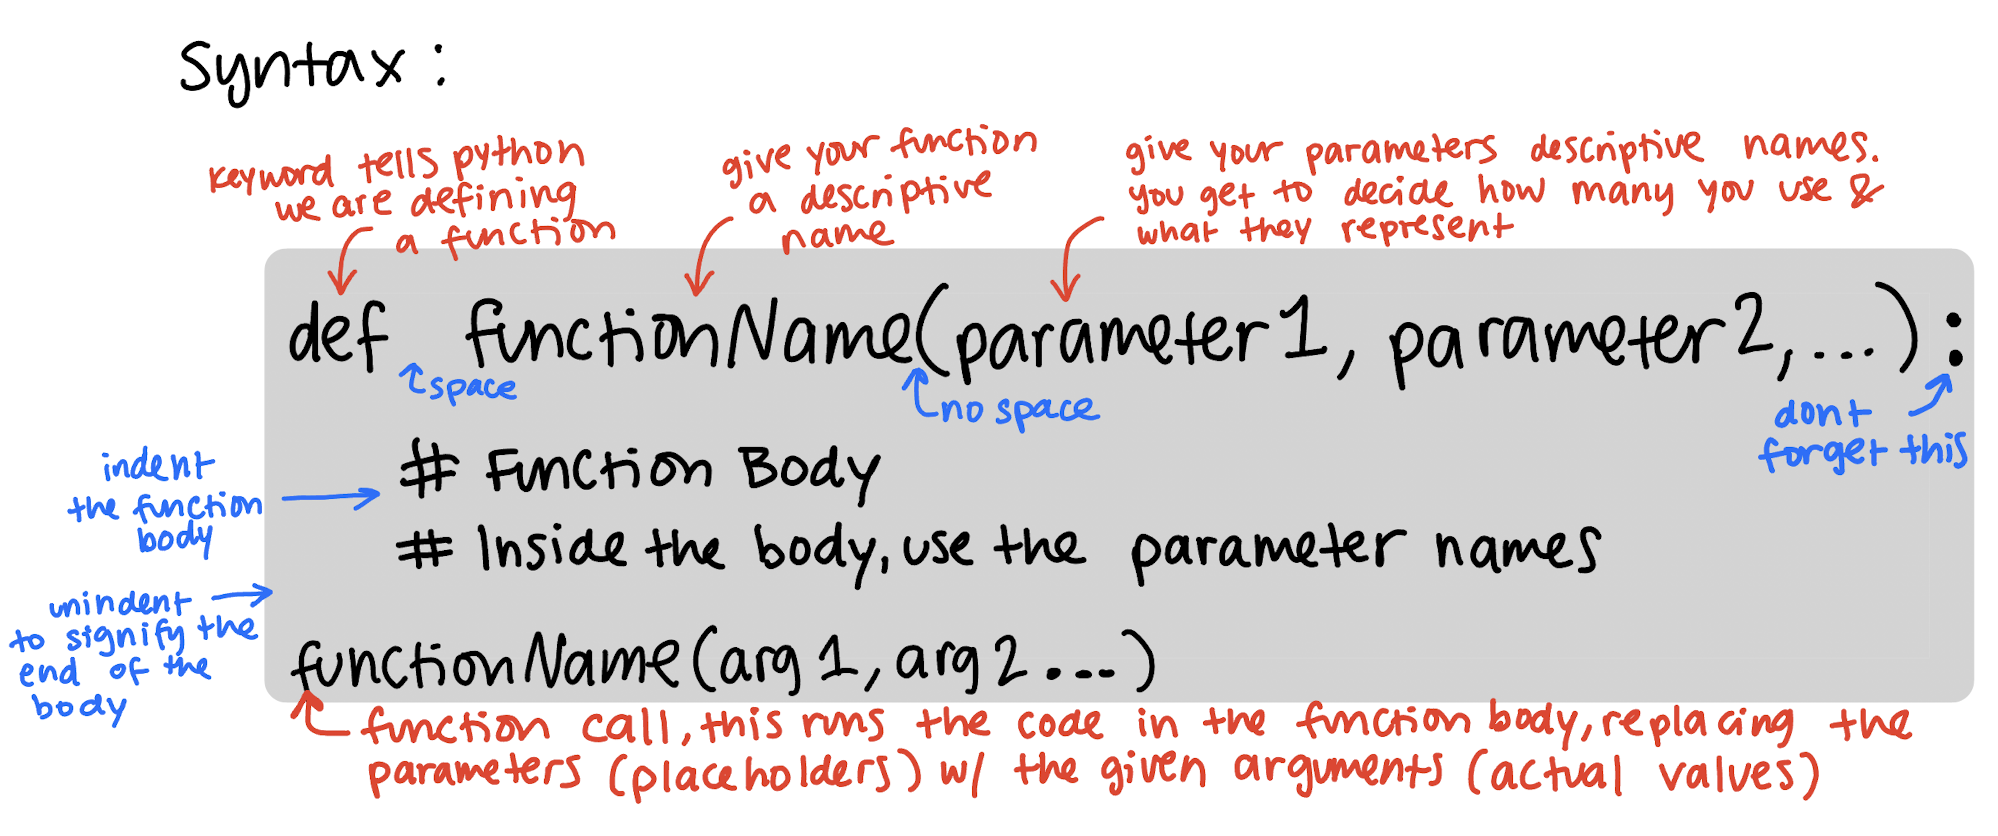 Syntax:
keyword tells python
we are defining
a function
give your function
a descriptive
name
give your parameters descriptive names.
you get to decide how many you use &
what they represent
def functionName(parameter1, parameter2,...):
space
no space
dont
forget this
indent
the function
body
# Function Body
# Inside the body, use the parameter names
unindent
to signify the
end of the
body
functionName(arg1, arg2...)
function call, this runs the code in the function body, replacing the
parameters (placeholders) w/ the given arguments (actual values)